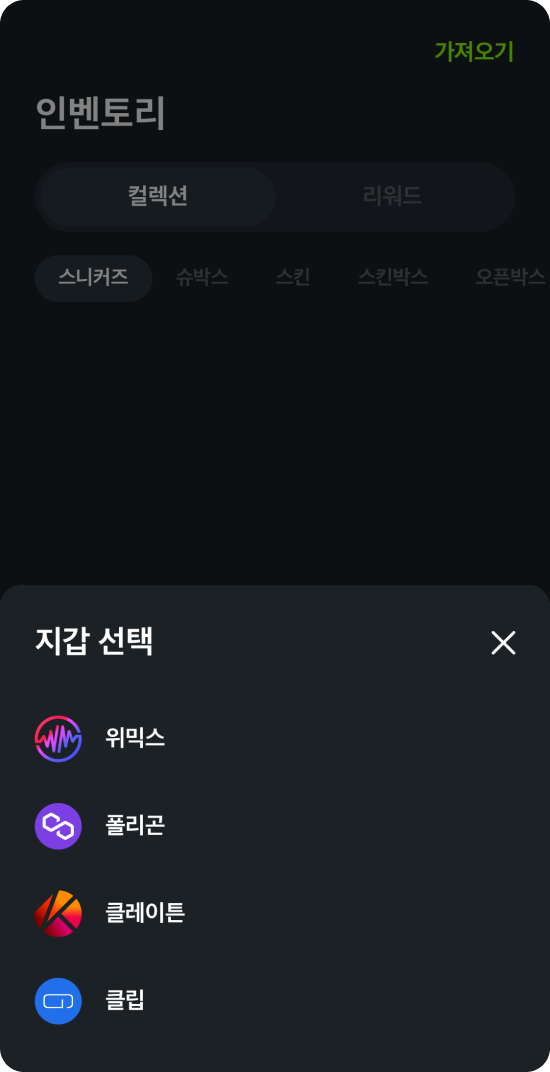 가져오기
인벤토리
컬렉션 리워드
스니커즈 슈박스 스킨 스킨박스 오픈박스
지갑 선택
위믹스
폴리곤
클레이튼
클립